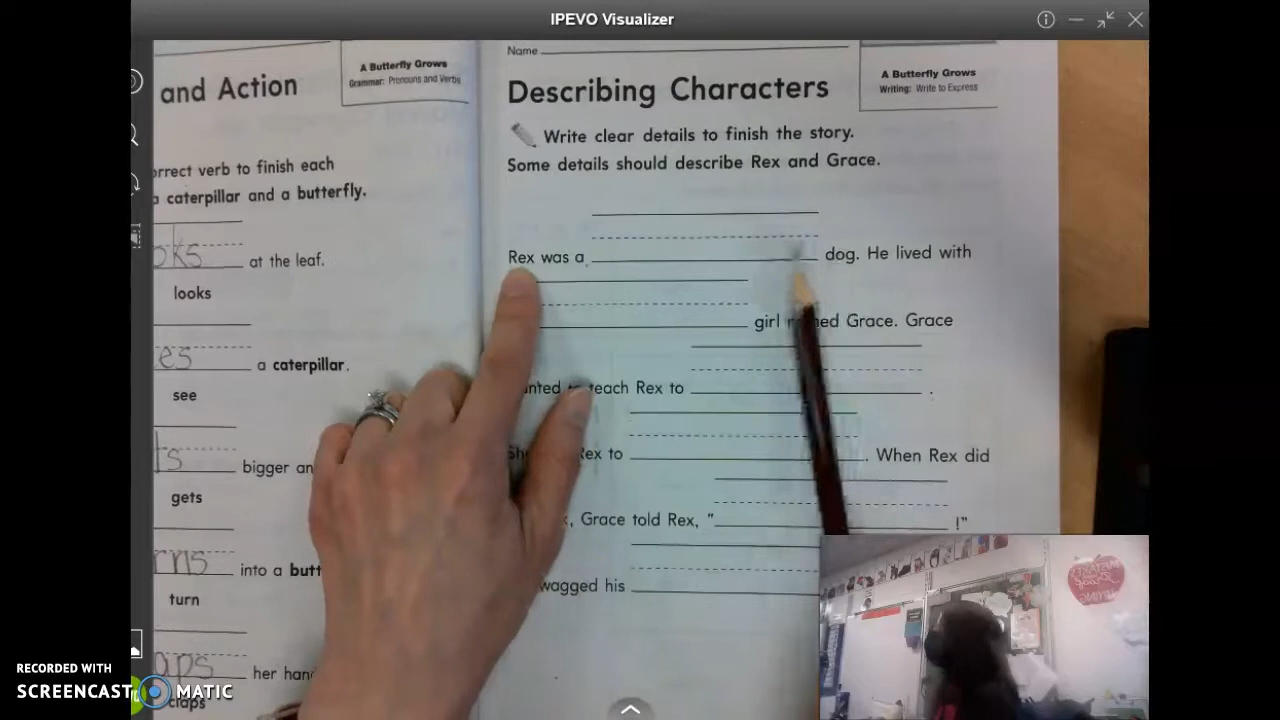 IPEVO Visualizer
and Action
A Butterfly Grows
Grammar: Pronouns and Verbs
verb to finish each
a caterpillar and a butterfly.
at the leaf.
looks
a caterpillar.
see
bigger
gets
into a
turn
her
claps
Name
Describing Characters
A Butterfly Grows
Writing: Write to Express
Write clear details to finish the story.
Some details should describe Rex and Grace.
Rex was a dog. He lived with
girl Grace. Grace
teach Rex to .
Rex to . When Rex did
, Grace told Rex, " !"
wagged his
RECORDED WITH
SCREENCAST MATIC